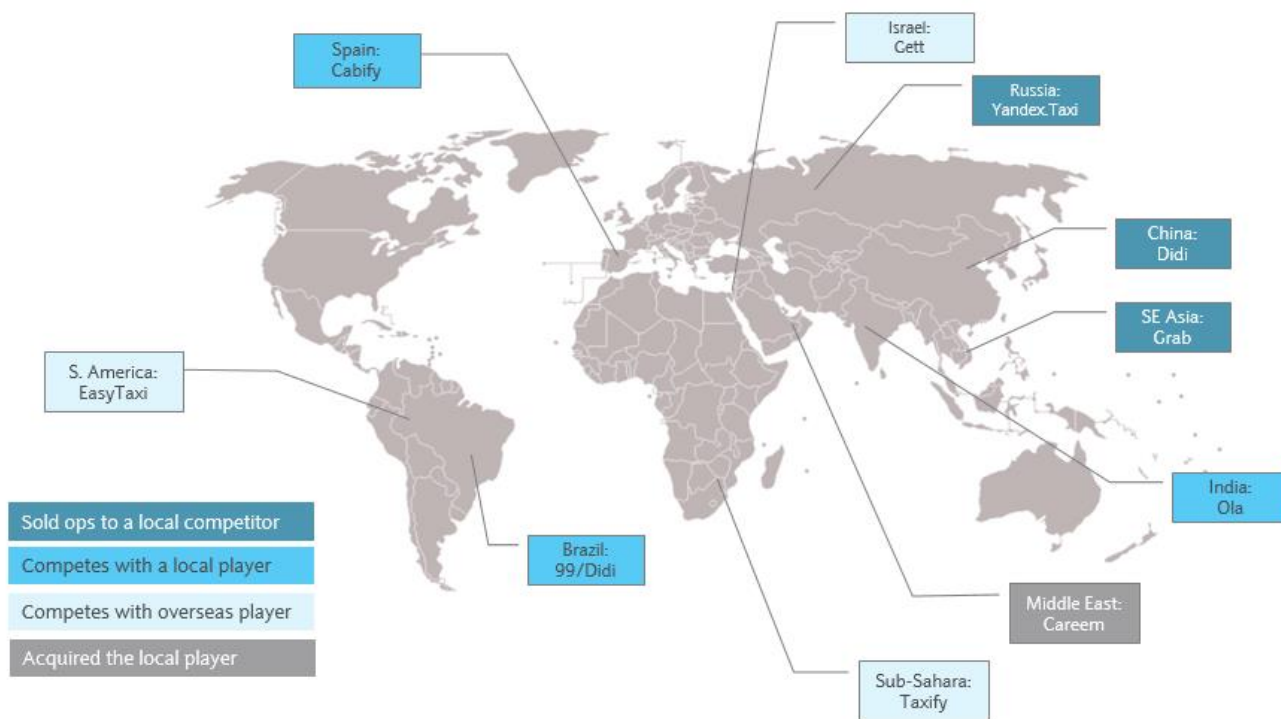 Israel:
Gett
Spain:
Cabify
Russia:
Yandex.Taxi
China:
Didi
SE Asia:
Grab
S. America:
EasyTaxi
India:
Ola
Brazil:
99/Didi
Middle East:
Careem
Sub-Sahara:
Taxify
Sold ops to a local competitor
Competes with a local player
Competes with overseas player
Acquired the local player